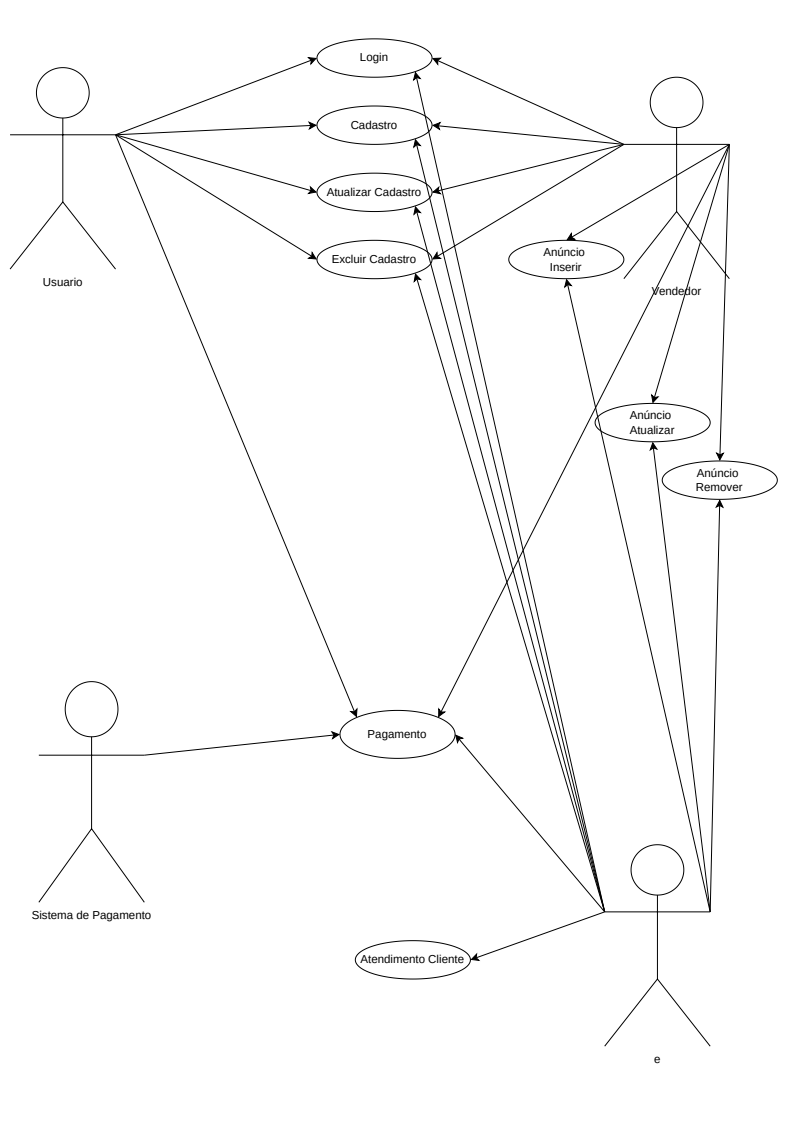 Login
Cadastro
Atualizar Cadastro
Excluir Cadastro
Usuario
Anúncio
Inserir
Vendedor
Anúncio
Atualizar
Anúncio
Remover
Pagamento
Sistema de Pagamento
Atendimento Cliente
e